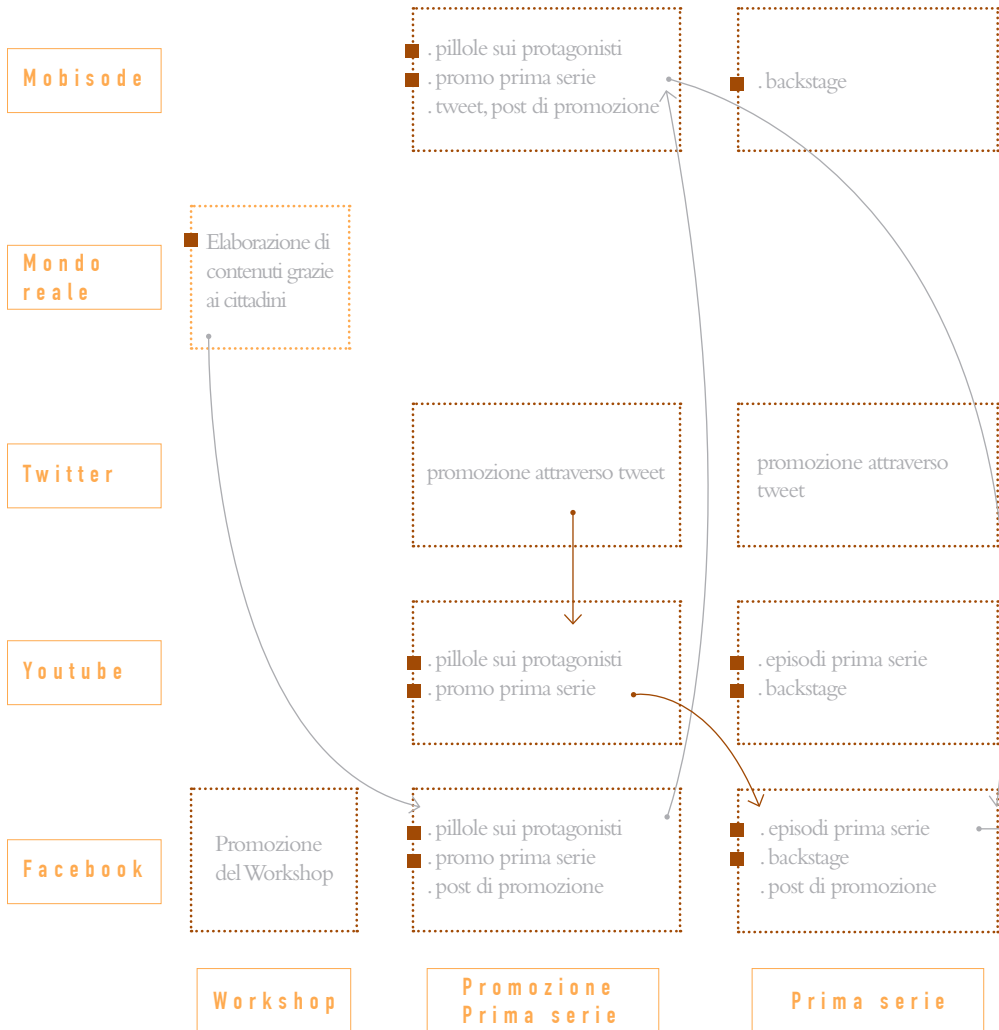 Mobisode
. pillole sui protagonisti
. promo prima serie
. tweet, post di promozione
. backstage
Mondo
reale
Elaborazione di
contenuti grazie
ai cittadini
Twitter
promozione attraverso tweet
promozione attraverso
tweet
Youtube
. pillole sui protagonisti
. promo prima serie
. episodi prima serie
. backstage
Facebook
Promozione
del Workshop
. pillole sui protagonisti
. promo prima serie
. post di promozione
. episodi prima serie
. backstage
. post di promozione
Workshop
Promozione
Prima serie
Prima serie